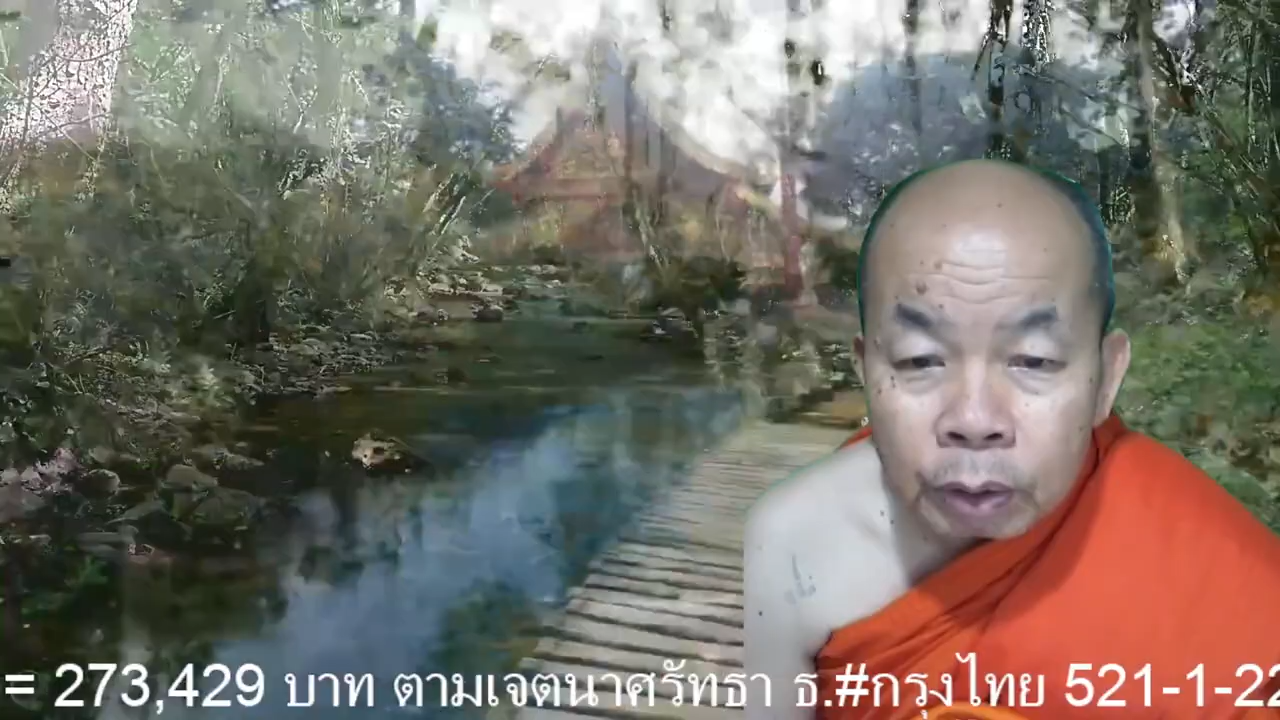 = 273,429 บาท ตามเจตนาศรัทธา ธ.#กรุงไทย 521-1-22